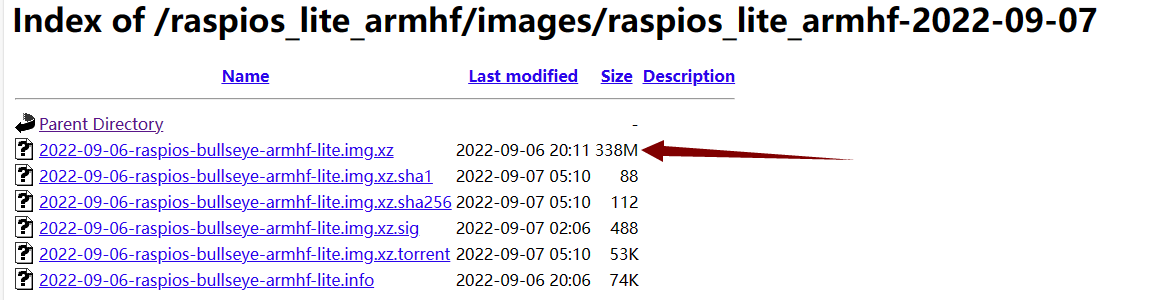 Index of /raspios_lite_armhf/images/raspios_lite_armhf-2022-09-07
Name Last modified Size Description
Parent Directory -
2022-09-06-raspios-bullseye-armhf-lite.img.xz 2022-09-06 20:11 338M
2022-09-06-raspios-bullseye-armhf-lite.img.xz.sha1 2022-09-07 05:10 88
2022-09-06-raspios-bullseye-armhf-lite.img.xz.sha256 2022-09-07 05:10 112
2022-09-06-raspios-bullseye-armhf-lite.img.xz.sig 2022-09-07 02:06 488
2022-09-06-raspios-bullseye-armhf-lite.img.xz.torrent 2022-09-07 05:10 53K
2022-09-06-raspios-bullseye-armhf-lite.info 2022-09-06 20:06 74K